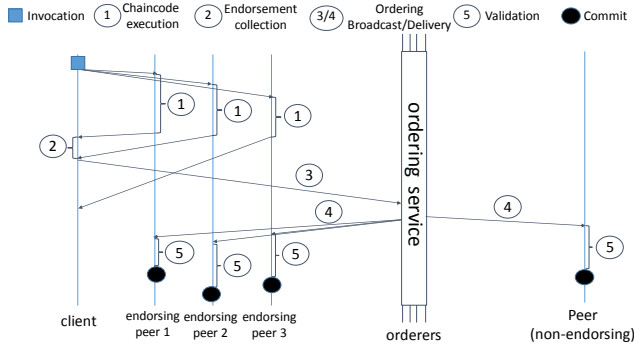 Invocation
1
Chaincode
execution
2
Endorsement
collection
3/4
Ordering
Broadcast/Delivery
5
Validation
Commit
1
1
1
2
3
4
4
5
5
5
5
ordering service
client
endorsing
peer 1
endorsing
peer 2
endorsing
peer 3
orderers
Peer
(non-endorsing)